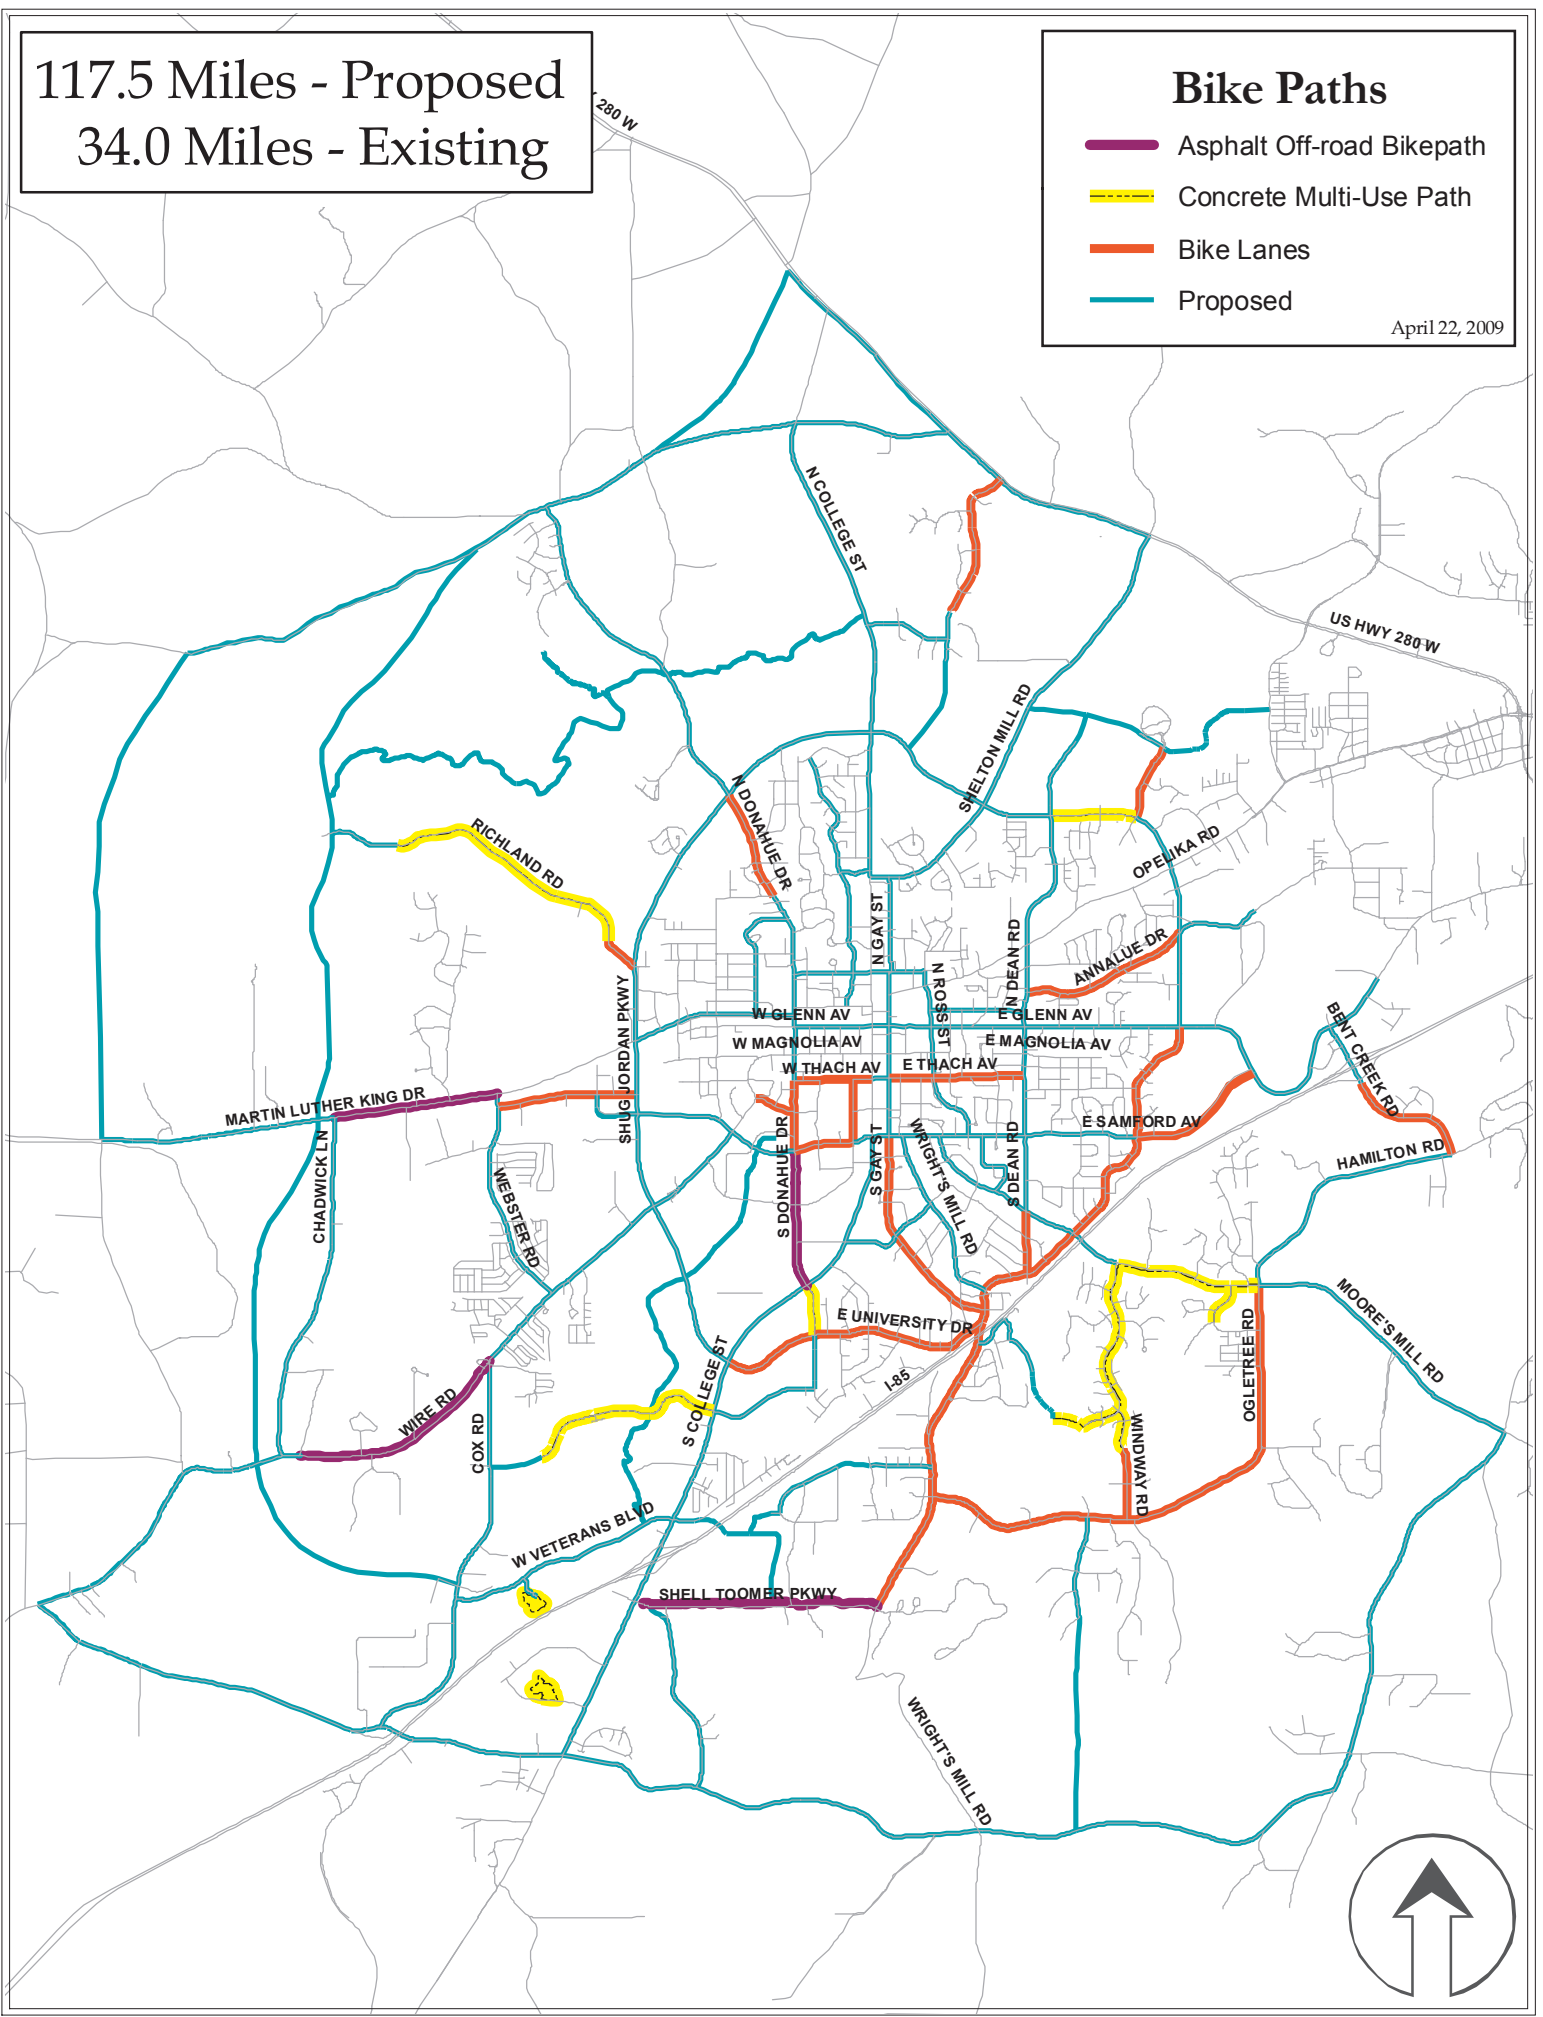 117.5 Miles - Proposed
34.0 Miles - Existing
280 W
Bike Paths
Asphalt Off-road Bikepath
Concrete Multi-Use Path
Bike Lanes
Proposed
April 22, 2009
N COLLEGE ST
US HWY 280 W
SHELTON MILL RD
N DONAHUE DR
RICHLAND RD
OPELIKA RD
N GAY ST
N DEAN RD
ANNALUE DR
N ROSS ST
SHUG JORDAN PKWY
W GLENN AV
E GLENN AV
BENT CREEK RD
W MAGNOLIA AV
E MAGNOLIA AV
W THACH AV
E THACH AV
MARTIN LUTHER KING DR
E SAMFORD AV
CHADWICK LN
S DONAHUE DR
S GAY ST
WRIGHT'S MILL RD
S DEAN RD
HAMILTON RD
WEBSTER RD
E UNIVERSITY DR
MOORE'S MILL RD
OGLETREE RD
S COLLEGE ST
I-85
WIRE RD
COX RD
WINDWAY RD
W VETERANS BLVD
SHELL TOOMER PKWY
WRIGHT'S MILL RD